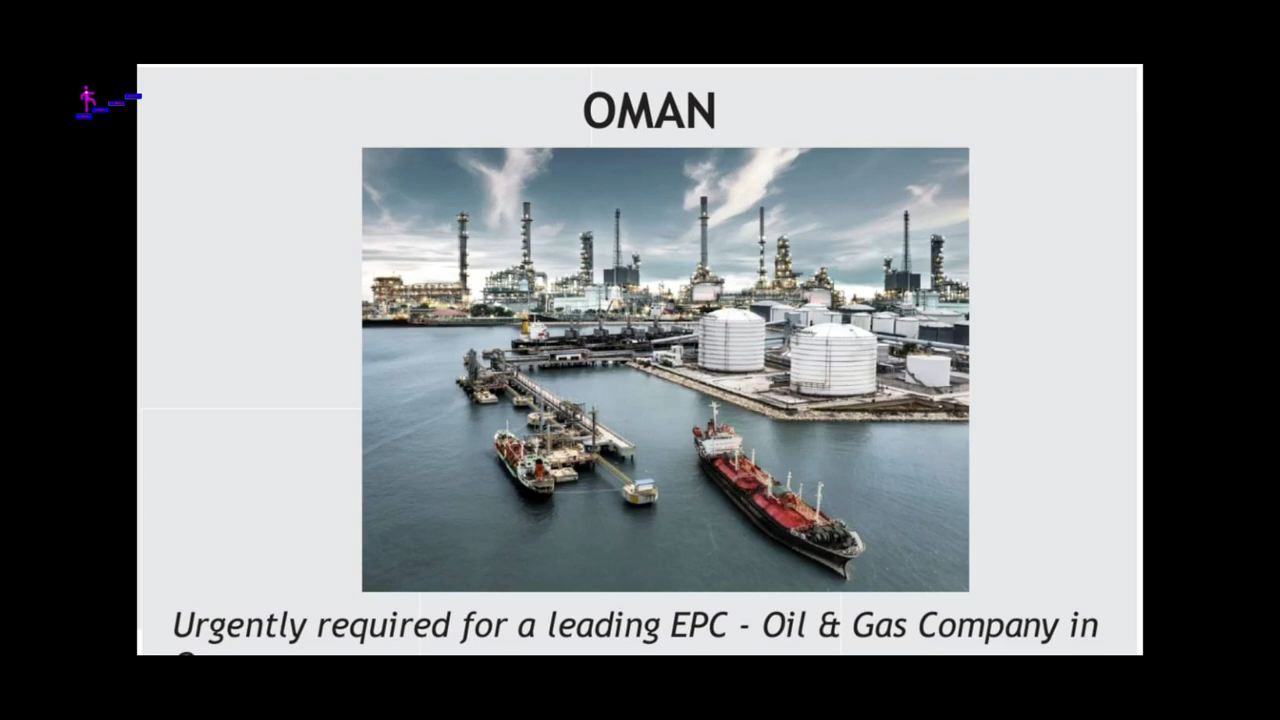 OMAN
Urgently required for a leading EPC - Oil & Gas Company in